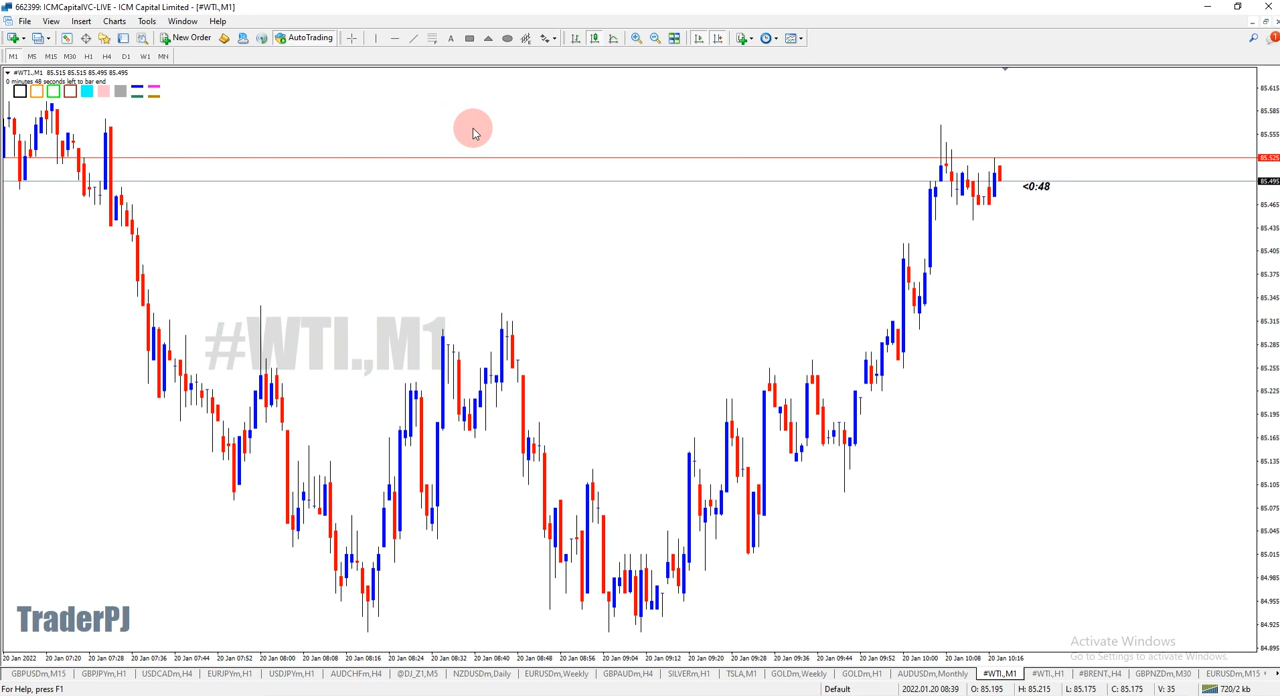 662399: ICMCapitalVC-LIVE - ICM Capital Limited - [#WTI.,M1]
File View Insert Charts Tools Window Help
New Order AutoTrading
M1 M5 M15 M30 H1 H4 D1 W1 MN
#WTI.,M1 85.515 85.515 85.495 85.495
0 minutes 48 seconds left to bar end
85.615
85.585
85.555
85.525
85.495
<0:48
85.465
85.435
85.405
85.375
85.345
#WTI.,M1
85.315
85.285
85.255
85.225
85.195
85.165
85.135
85.105
85.075
85.045
85.015
84.985
84.955
TraderPJ
84.925
Activate Windows
84.895
Go to Settings to activate Windows.
20 Jan 2022 20 Jan 07:20 20 Jan 07:28 20 Jan 07:36 20 Jan 07:44 20 Jan 07:52 20 Jan 08:00 20 Jan 08:08 20 Jan 08:16 20 Jan 08:24 20 Jan 08:32 20 Jan 08:40 20 Jan 08:48 20 Jan 08:56 20 Jan 09:04 20 Jan 09:12 20 Jan 09:20 20 Jan 09:28 20 Jan 09:36 20 Jan 09:44 20 Jan 09:52 20 Jan 10:00 20 Jan 10:08 20 Jan 10:16
GBPUSDm,M15 GBPJPYm,H1 USDCADm,H4 EURJPYm,H1 USDJPYm,H1 AUDCHFm,H4 @DJ_Z1,M5 NZDUSDm,Daily EURUSDm,Weekly GBPAUDm,H4 SILVERm,H1 TSLA,M1 GOLDm,Weekly GOLDm,H1 AUDUSDm,Monthly #WTI.,M1 #WTI.,H1 #BRENT.,H4 GBPNZDm,M30 EURUSDm,M15
For Help, press F1 Default 2022.01.20 08:39 O: 85.195 H: 85.215 L: 85.175 C: 85.175 V: 35 720/2 kb